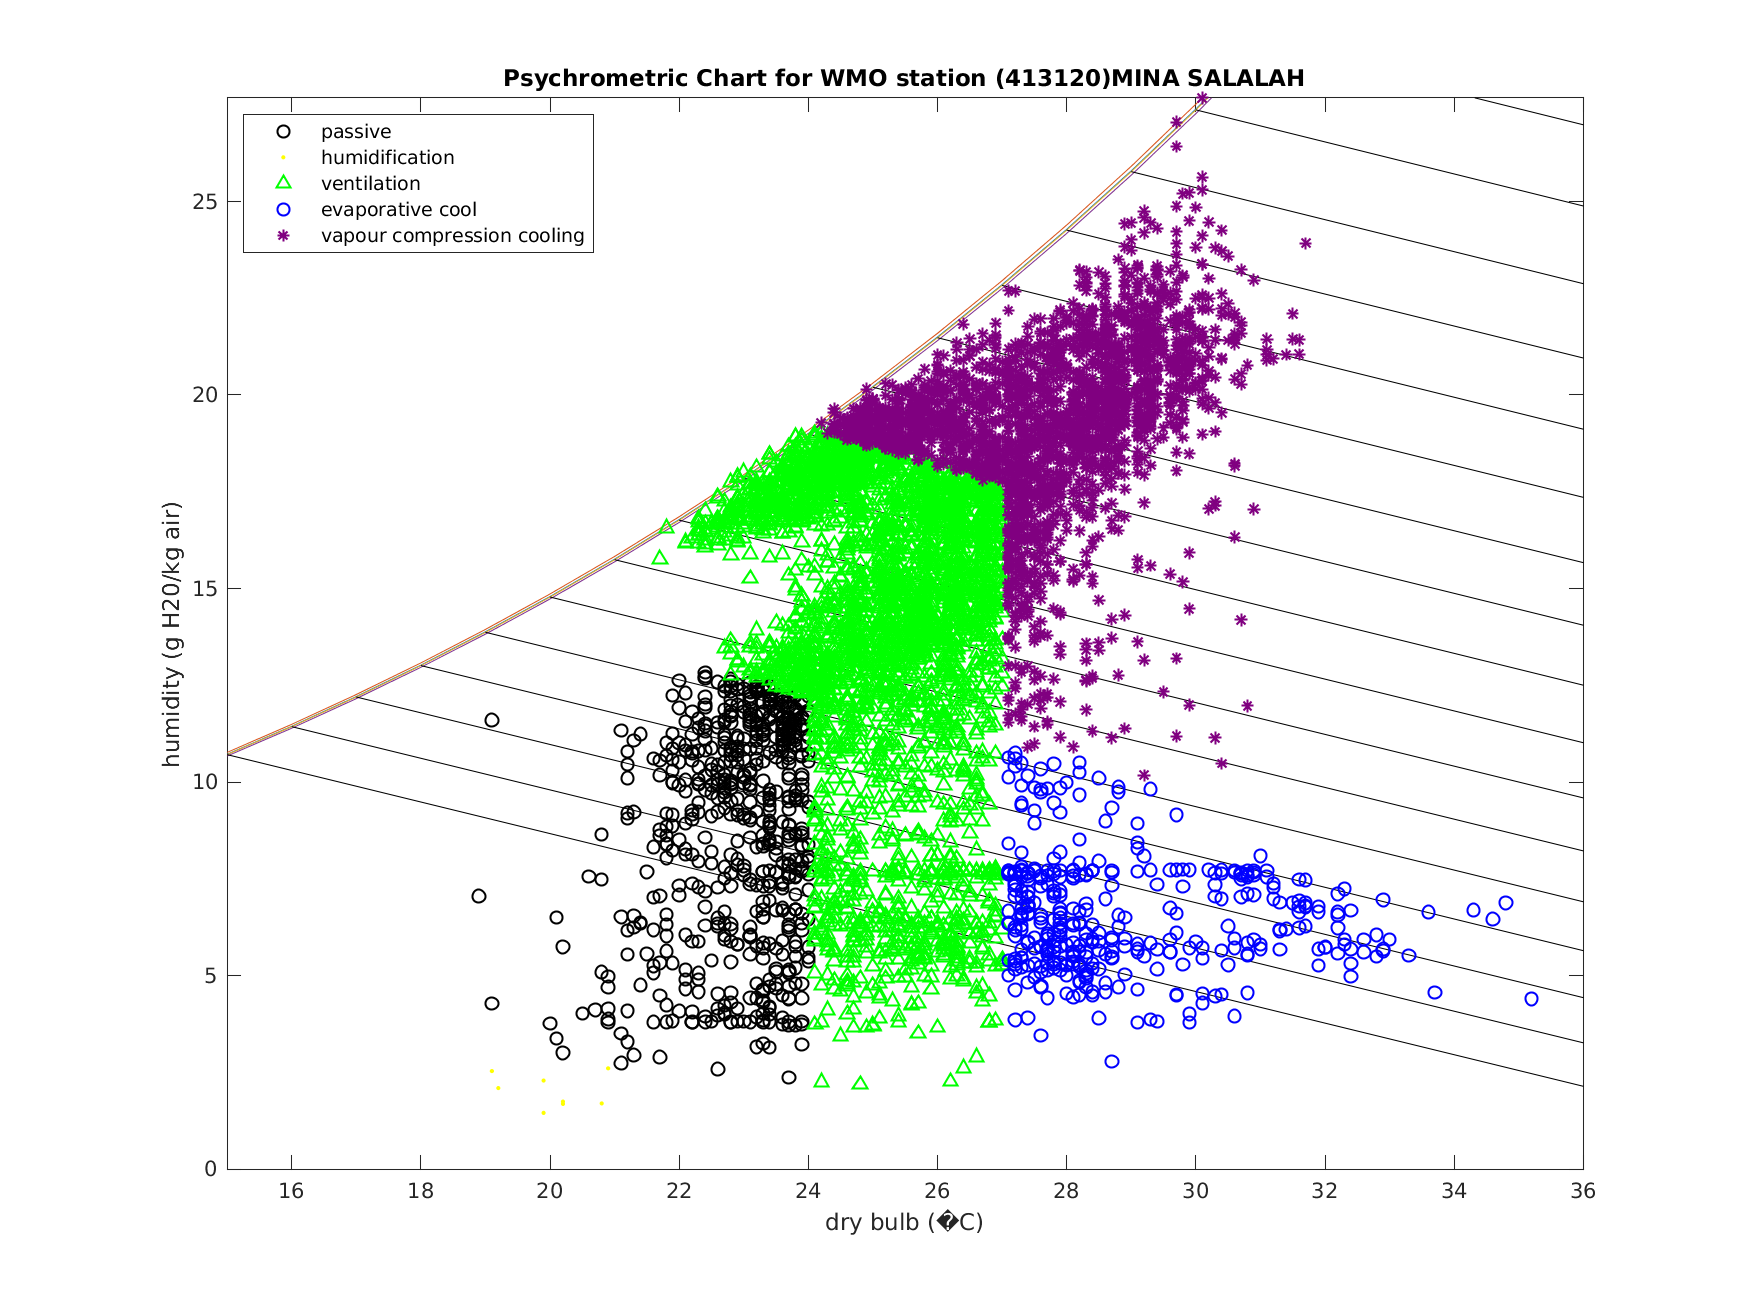 Psychrometric Chart for WMO station (413120)MINA SALALAH
passive
humidification
ventilation
evaporative cool
vapour compression cooling
humidity (g H20/kg air)
25
20
15
10
5
0
16 18 20 22 24 26 28 30 32 34 36
dry bulb (�C)